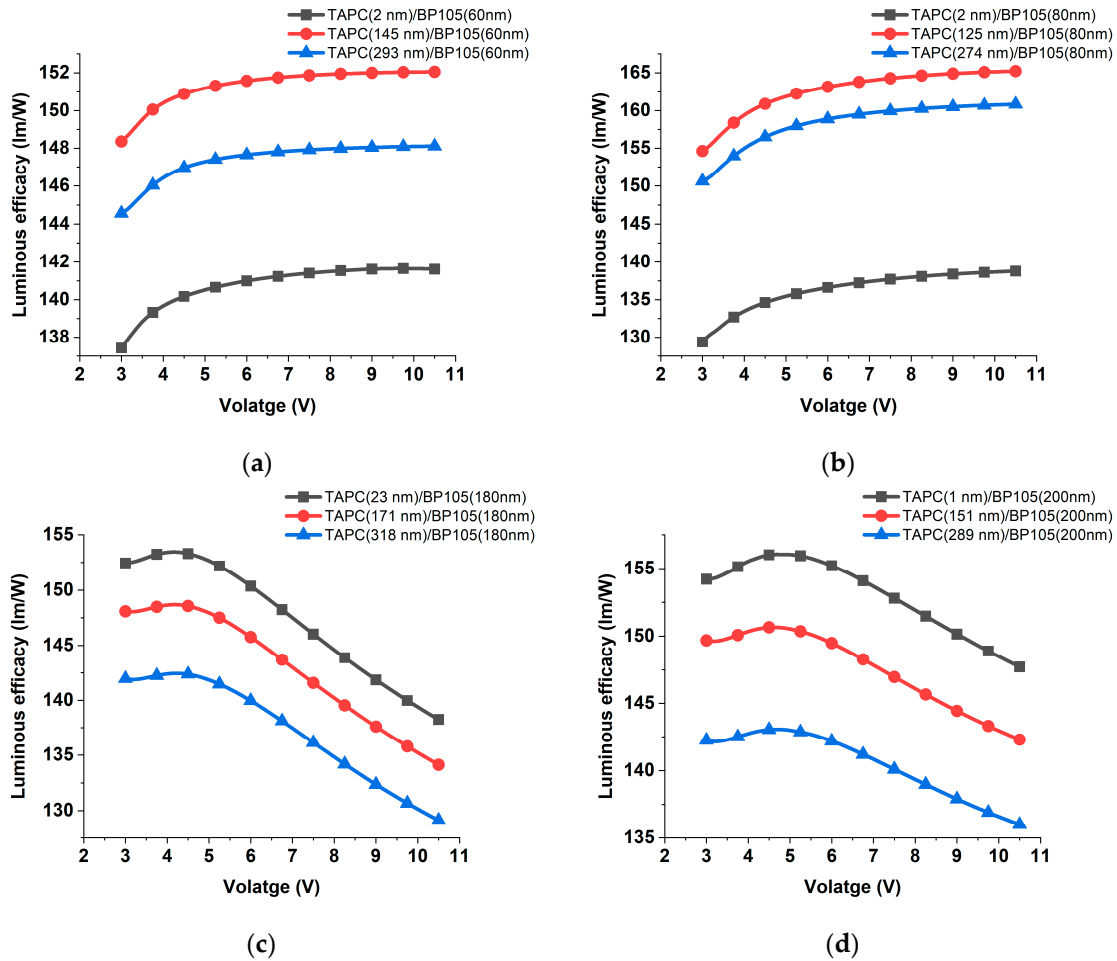 TAPC(2 nm)/BP105(60nm)
TAPC(145 nm)/BP105(60nm)
TAPC(293 nm)/BP105(60nm)
152
150
148
146
144
142
140
138
Luminous efficacy (lm/W)
2 3 4 5 6 7 8 9 10 11
Volatge (V)
(a)
TAPC(2 nm)/BP105(80nm)
TAPC(125 nm)/BP105(80nm)
TAPC(274 nm)/BP105(80nm)
165
160
155
150
135
130
Luminous efficacy (lm/W)
2 3 4 5 6 7 8 9 10 11
Volatge (V)
(b)
TAPC(23 nm)/BP105(180nm)
TAPC(171 nm)/BP105(180nm)
TAPC(318 nm)/BP105(180nm)
155
150
145
140
135
130
Luminous efficacy (lm/W)
2 3 4 5 6 7 8 9 10 11
Volatge (V)
(c)
TAPC(1 nm)/BP105(200nm)
TAPC(151 nm)/BP105(200nm)
TAPC(289 nm)/BP105(200nm)
155
150
145
140
135
Luminous efficacy (lm/W)
2 3 4 5 6 7 8 9 10 11
Volatge (V)
(d)